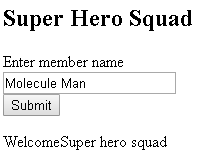 Super Hero Squad
Enter member name
Molecule Man
Submit
WelcomeSuper hero squad